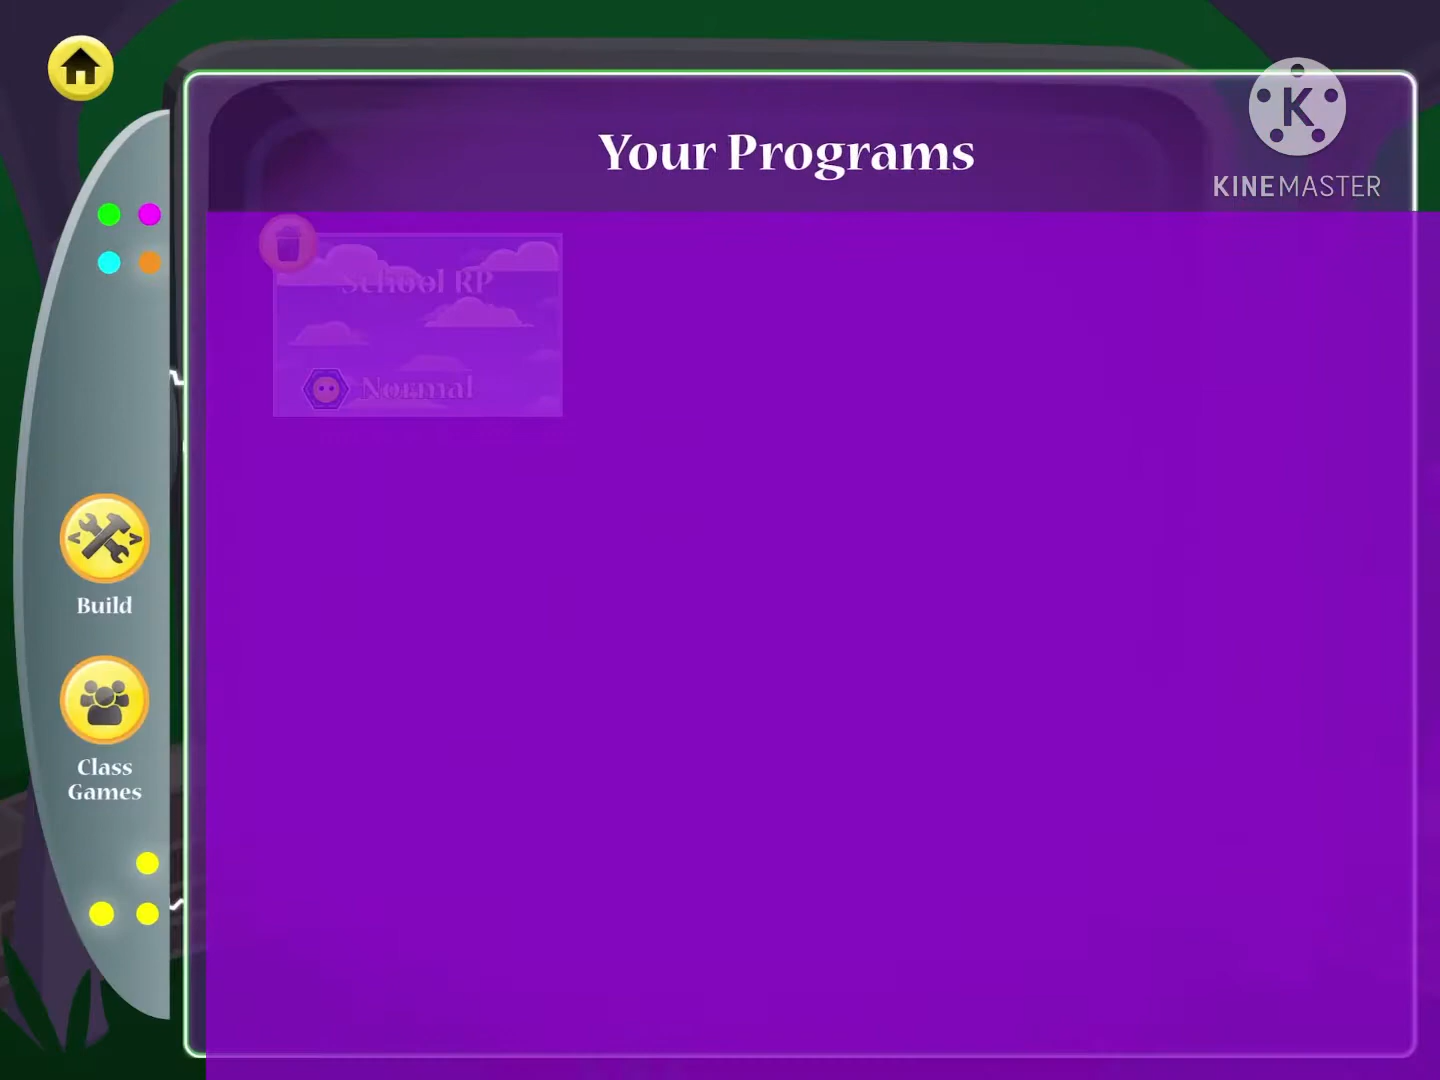 Your Programs
KINEMASTER
School RP
Normal
Build
Class
Games